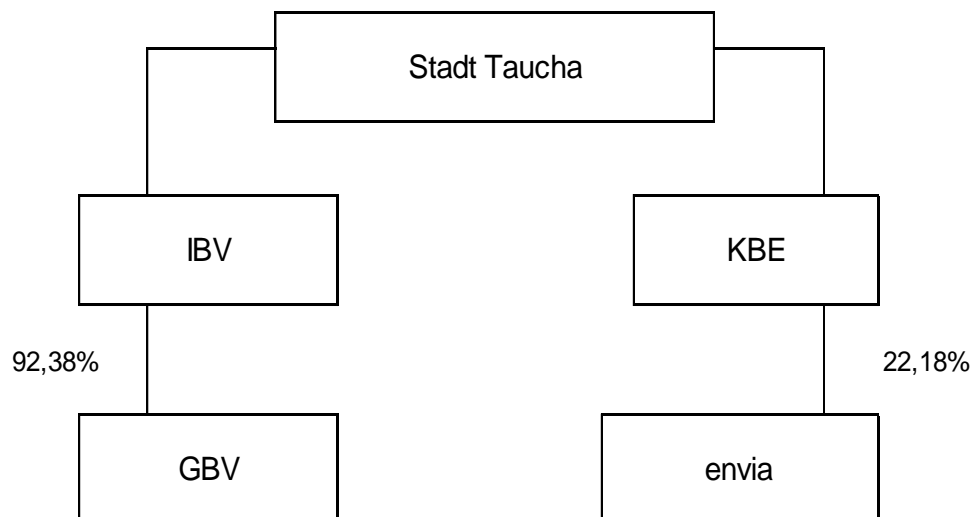 Stadt Taucha
IBV
KBE
92,38%
22,18%
GBV
envia